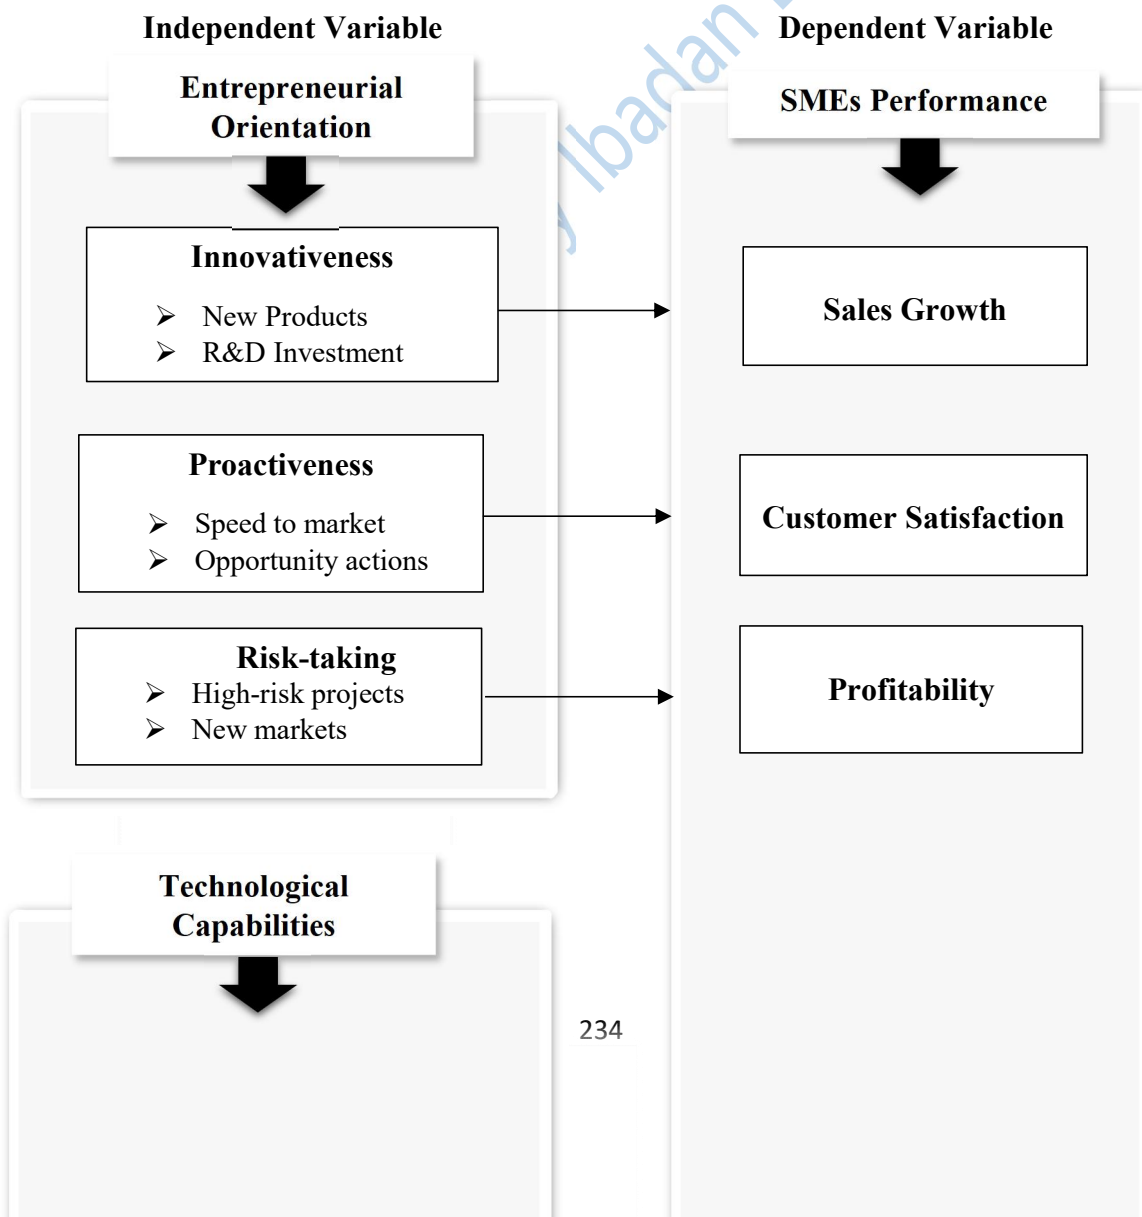 Independent Variable
Dependent Variable
Entrepreneurial
Orientation
SMEs Performance
Innovativeness
➢ New Products
➢ R&D Investment
Sales Growth
Proactiveness
➢ Speed to market
➢ Opportunity actions
Customer Satisfaction
Risk-taking
➢ High-risk projects
➢ New markets
Profitability
Technological
Capabilities
234
Ibadan